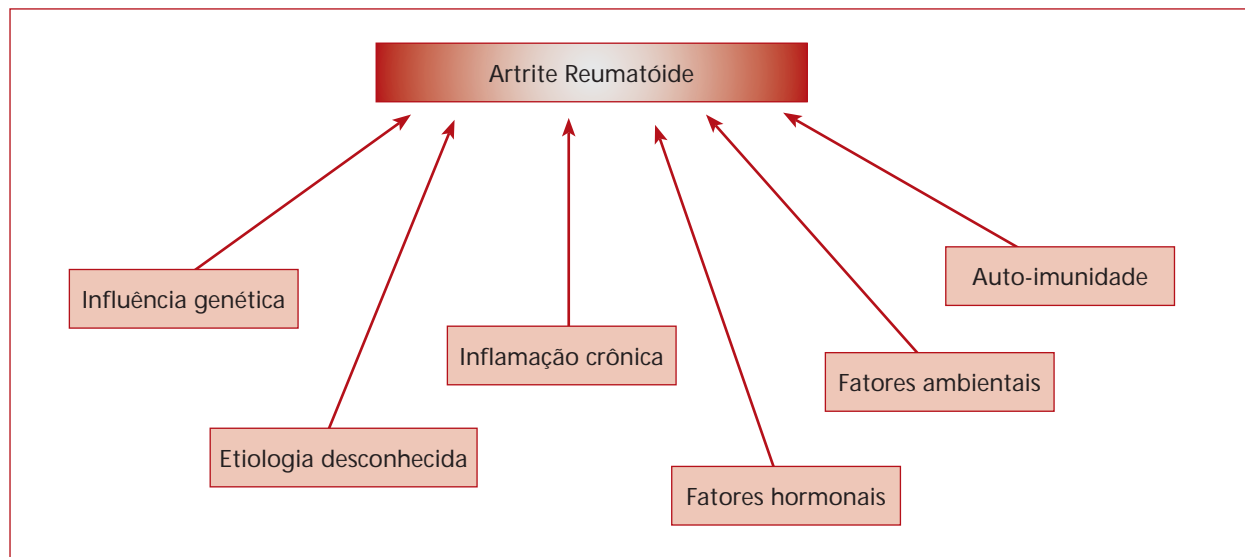 Artrite Reumatóide
Influência genética
Etiologia desconhecida
Inflamação crônica
Fatores hormonais
Fatores ambientais
Auto-imunidade